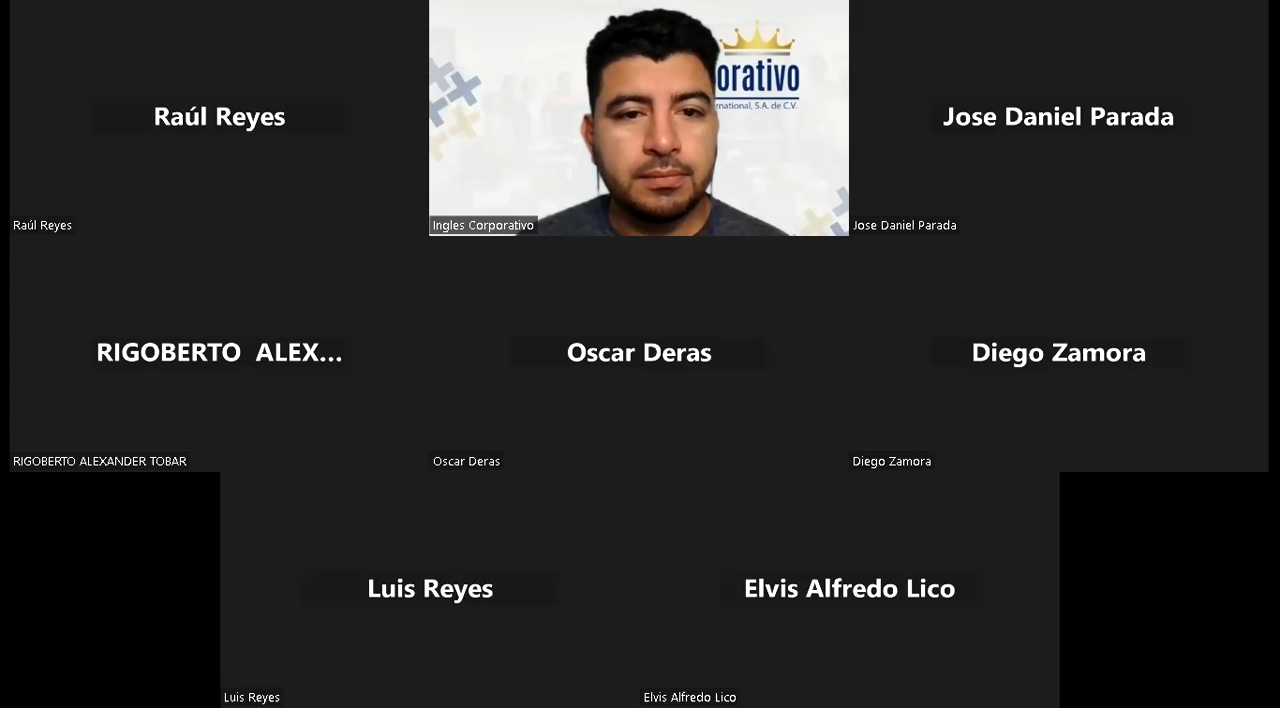 Raúl Reyes
orativo
rnational, S.A. de C.V.
Jose Daniel Parada
Raúl Reyes
Ingles Corporativo
Jose Daniel Parada
RIGOBERTO ALEX...
Oscar Deras
Diego Zamora
RIGOBERTO ALEXANDER TOBAR
Oscar Deras
Diego Zamora
Luis Reyes
Elvis Alfredo Lico
Luis Reyes
Elvis Alfredo Lico